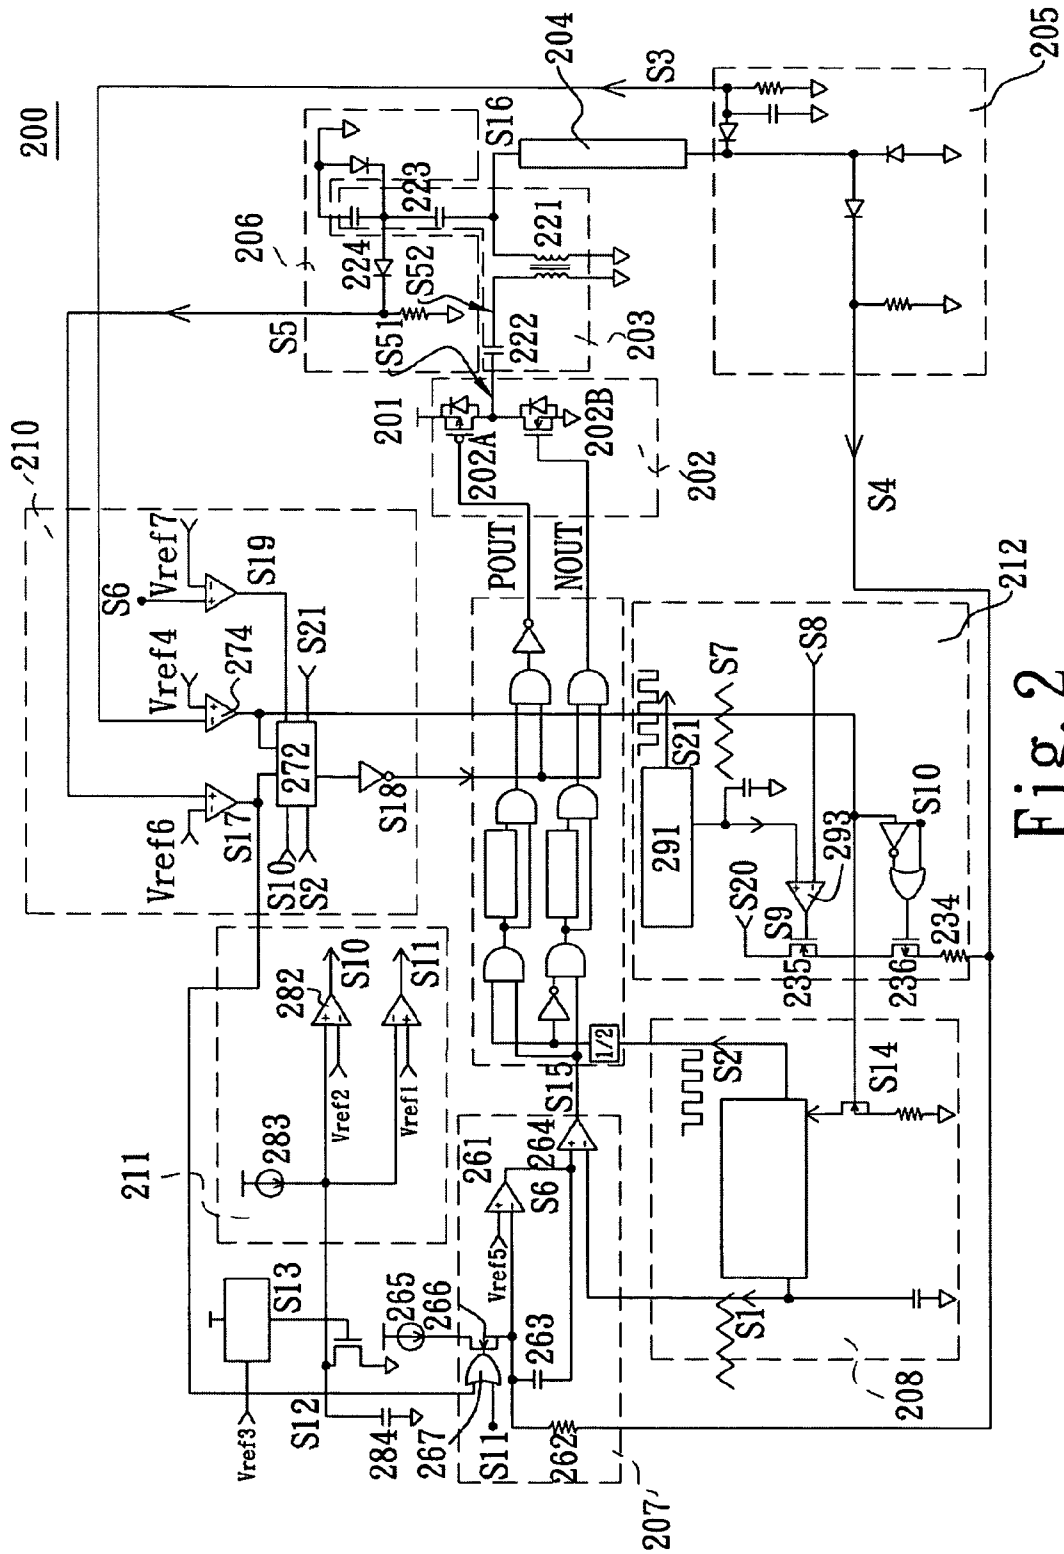 200
210
S6
Vref7
Vref4
274
S19
S21
Vref6
S17
272
S10
S2
S18
S5
206
224
223
S16
204
S3
205
S51
S52
222
221
203
201
202A
202B
202
POUT
NOUT
S4
211
283
282
S10
S11
Vref2
Vref1
Vref3
S13
S12
284
265
266
267
S11
262
263
261
Vref5
S6
264
S15
207
1/2
S2
S1
S14
208
291
S21
S7
S8
S20
S9
293
235
236
234
S10
212
Fig.2